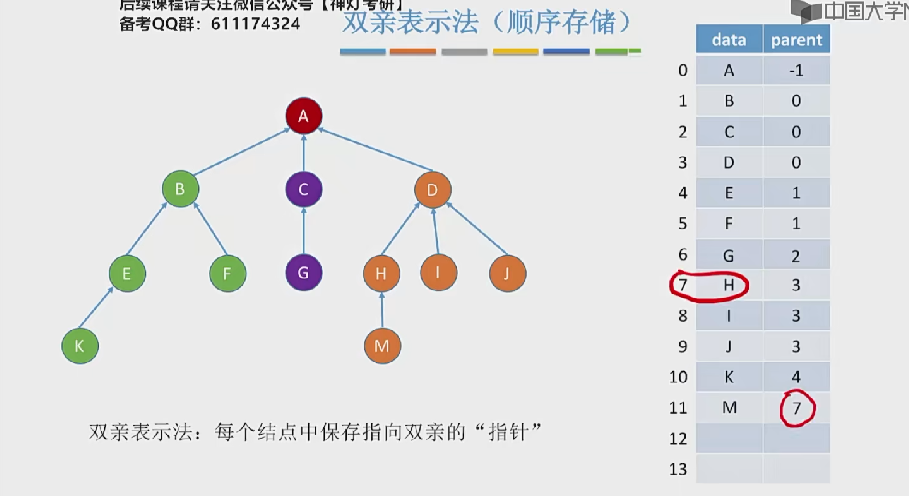 后续课程请关注微信公众号【神灯考研】
备考QQ群：611174324
双亲表示法（顺序存储）
中国大学M
data parent
0 A -1
1 B 0
2 C 0
3 D 0
4 E 1
5 F 1
6 G 2
7 H 3
8 I 3
9 J 3
10 K 4
11 M 7
12
13
A
B C D
E F G H I J
K M
双亲表示法：每个结点中保存指向双亲的“指针”